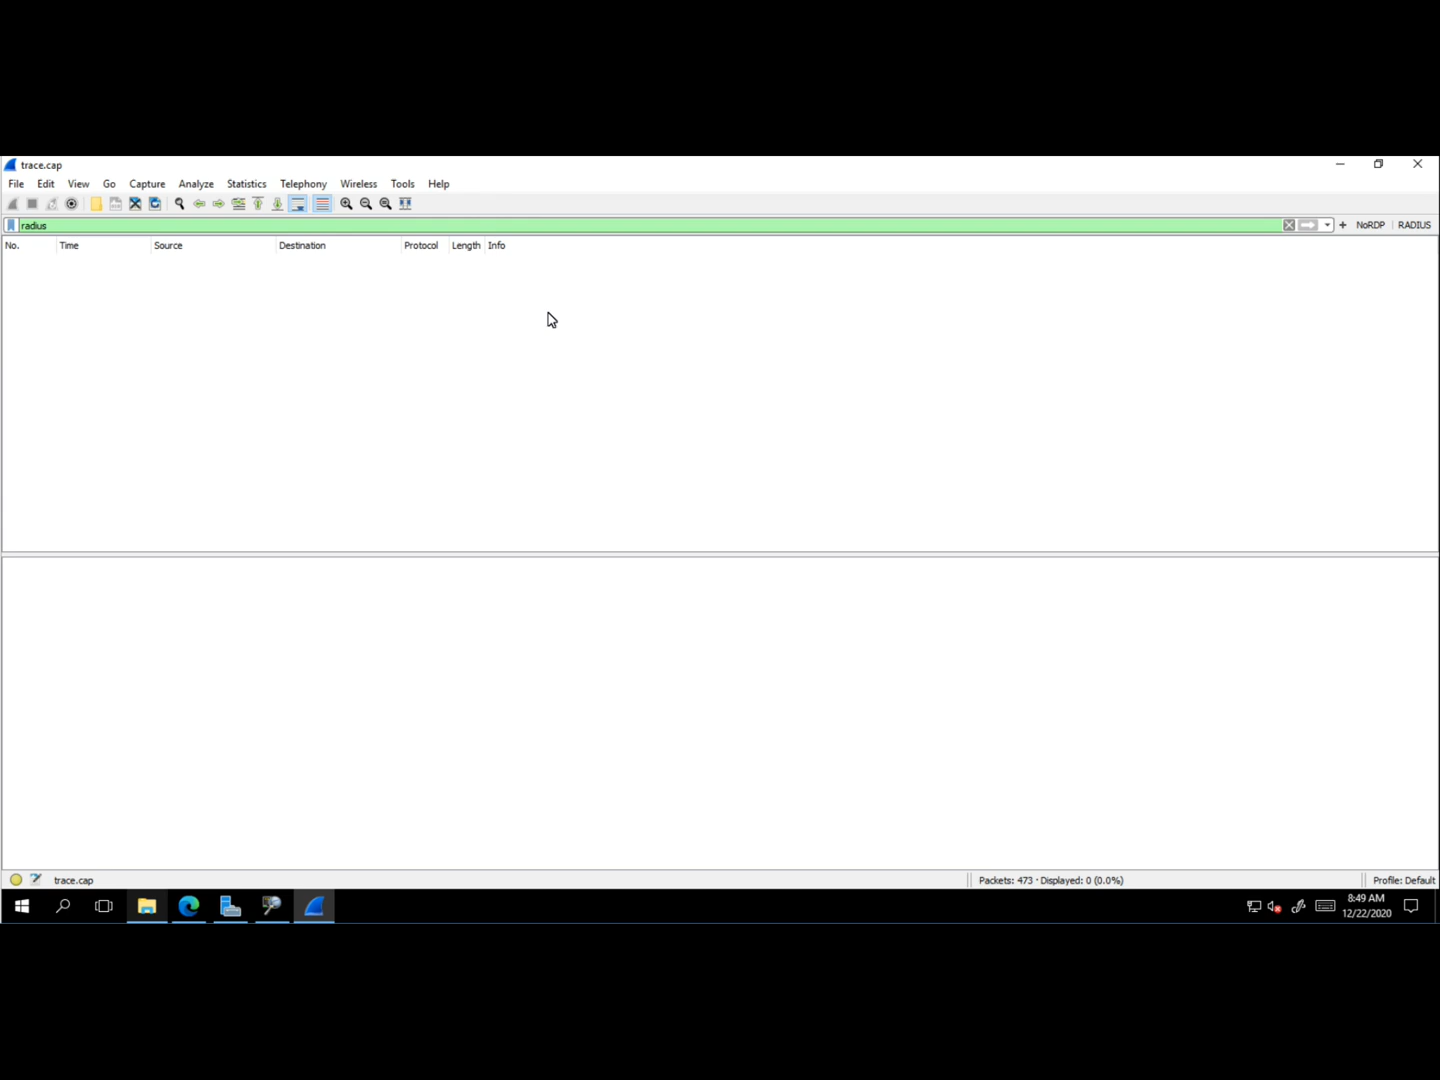 trace.cap
File Edit View Go Capture Analyze Statistics Telephony Wireless Tools Help
radius
NoRDP RADIUS
No. Time Source Destination Protocol Length Info
trace.cap
Packets: 473 · Displayed: 0 (0.0%)
Profile: Default
8:49 AM
12/22/2020